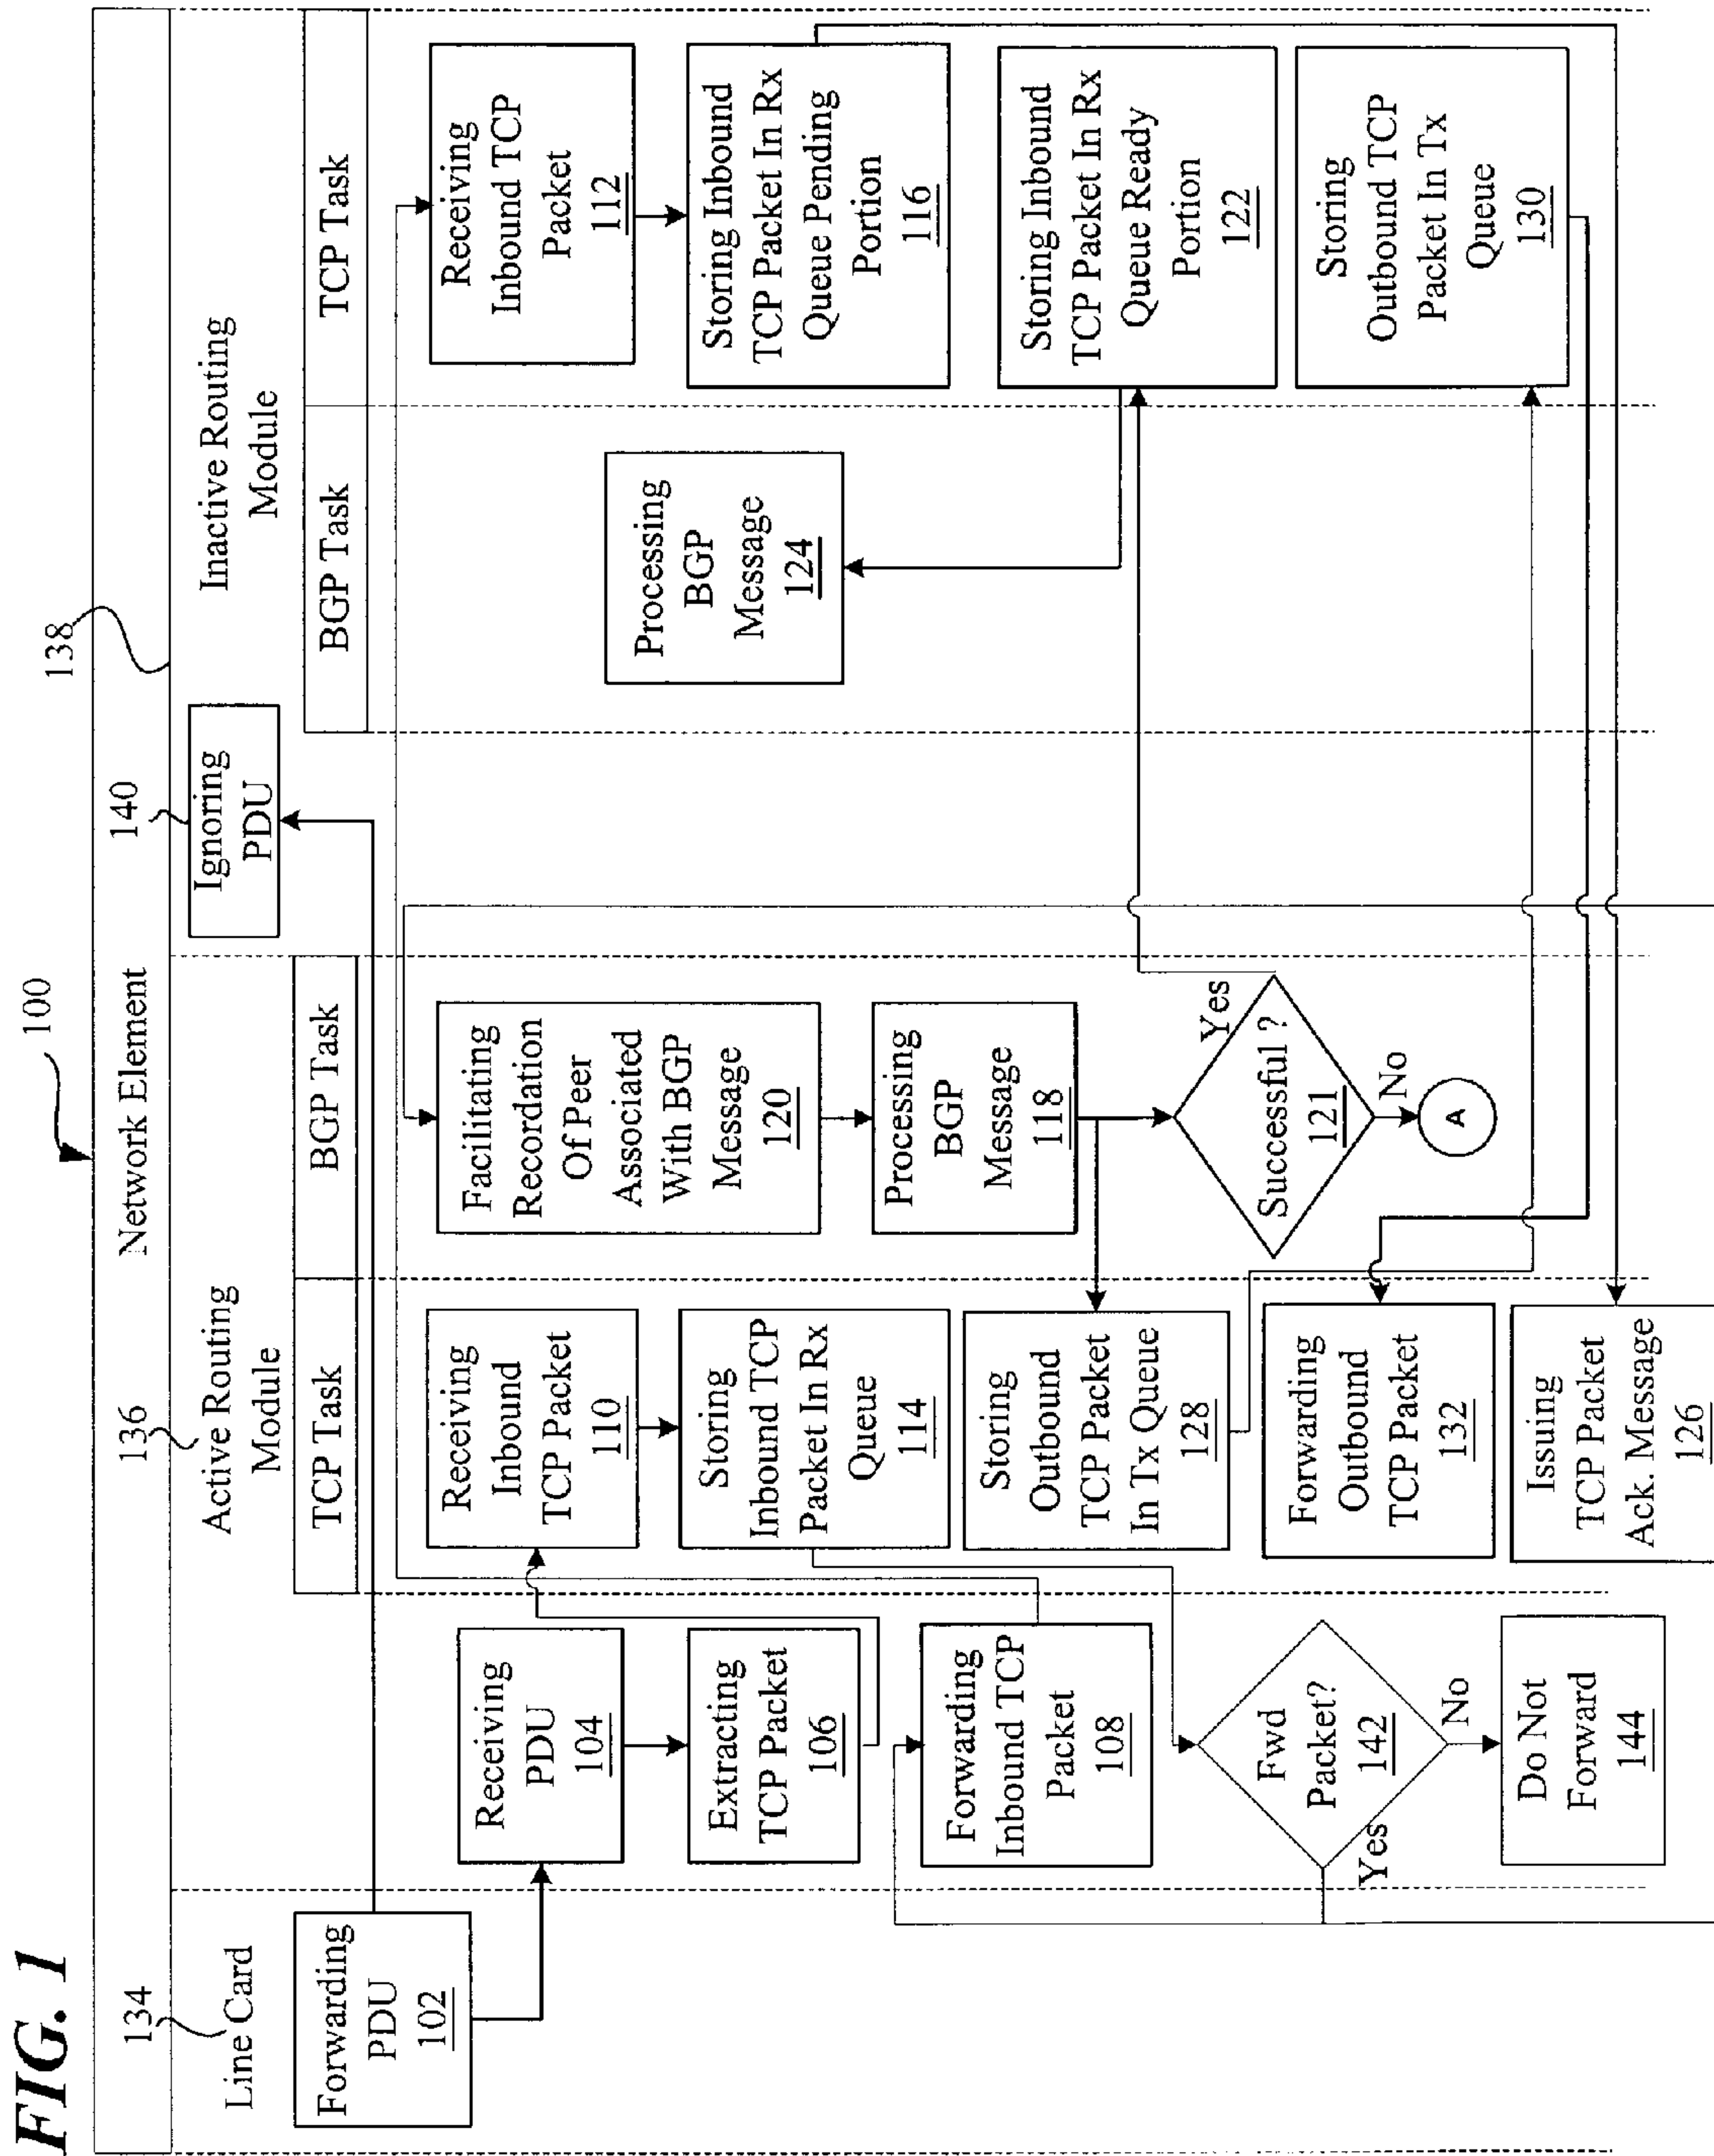 FIG. 1
100
Network Element
134
Line Card
136
Active Routing
Module
140
Ignoring
PDU
138
Inactive Routing
Module
TCP Task
BGP Task
BGP Task
TCP Task
Forwarding
PDU
102
Receiving
PDU
104
Extracting
TCP Packet
106
Forwarding
Inbound TCP
Packet
108
Fwd
Packet?
142
Yes
No
Do Not
Forward
144
Receiving
Inbound
TCP Packet
110
Storing
Inbound TCP
Packet In Rx
Queue
114
Storing
Outbound
TCP Packet
In Tx Queue
128
Forwarding
Outbound
TCP Packet
132
Issuing
TCP Packet
Ack. Message
126
Facilitating
Recordation
Of Peer
Associated
With BGP
Message
120
Processing
BGP
Message
118
Successful ?
121
Yes
No
A
Processing
BGP
Message
124
Receiving
Inbound TCP
Packet
112
Storing Inbound
TCP Packet In Rx
Queue Pending
Portion
116
Storing Inbound
TCP Packet In Rx
Queue Ready
Portion
122
Storing
Outbound TCP
Packet In Tx
Queue
130